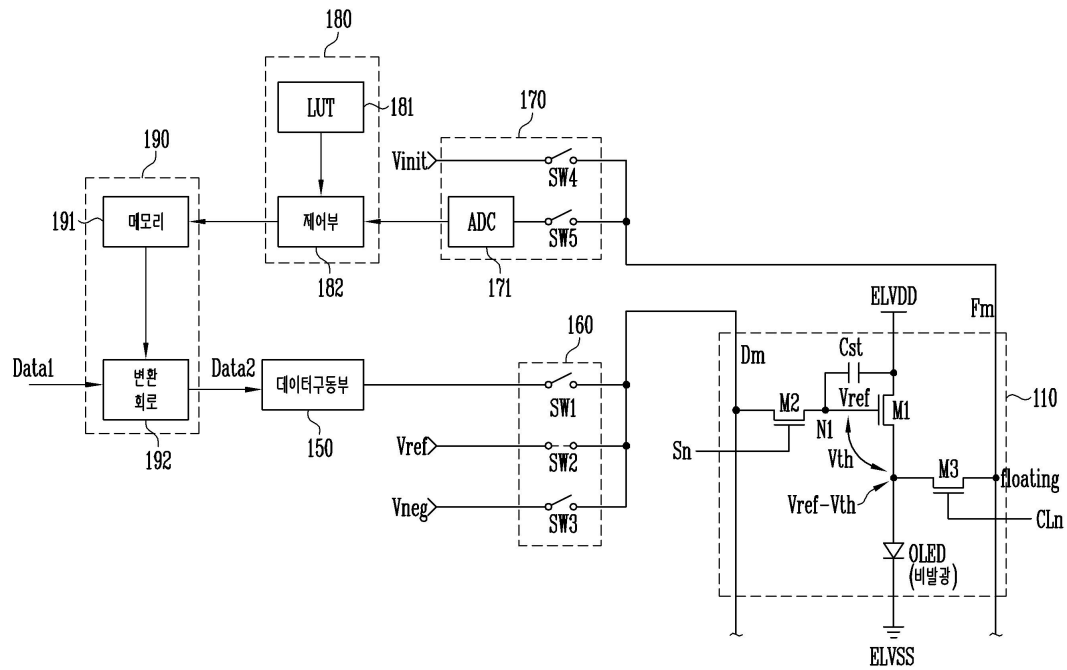 180
LUT
181
170
190
Vinit
SW4
191
메모리
제어부
ADC
SW5
182
171
ELVDD
Fm
160
Dm
Cst
Data1
변환
회로
Data2
데이터구동부
SW1
M2
Vref
M1
110
192
150
N1
Vref
SW2
Sn
Vth
M3
floating
Vref-Vth
Vneg
SW3
CLn
OLED
(비발광)
ELVSS